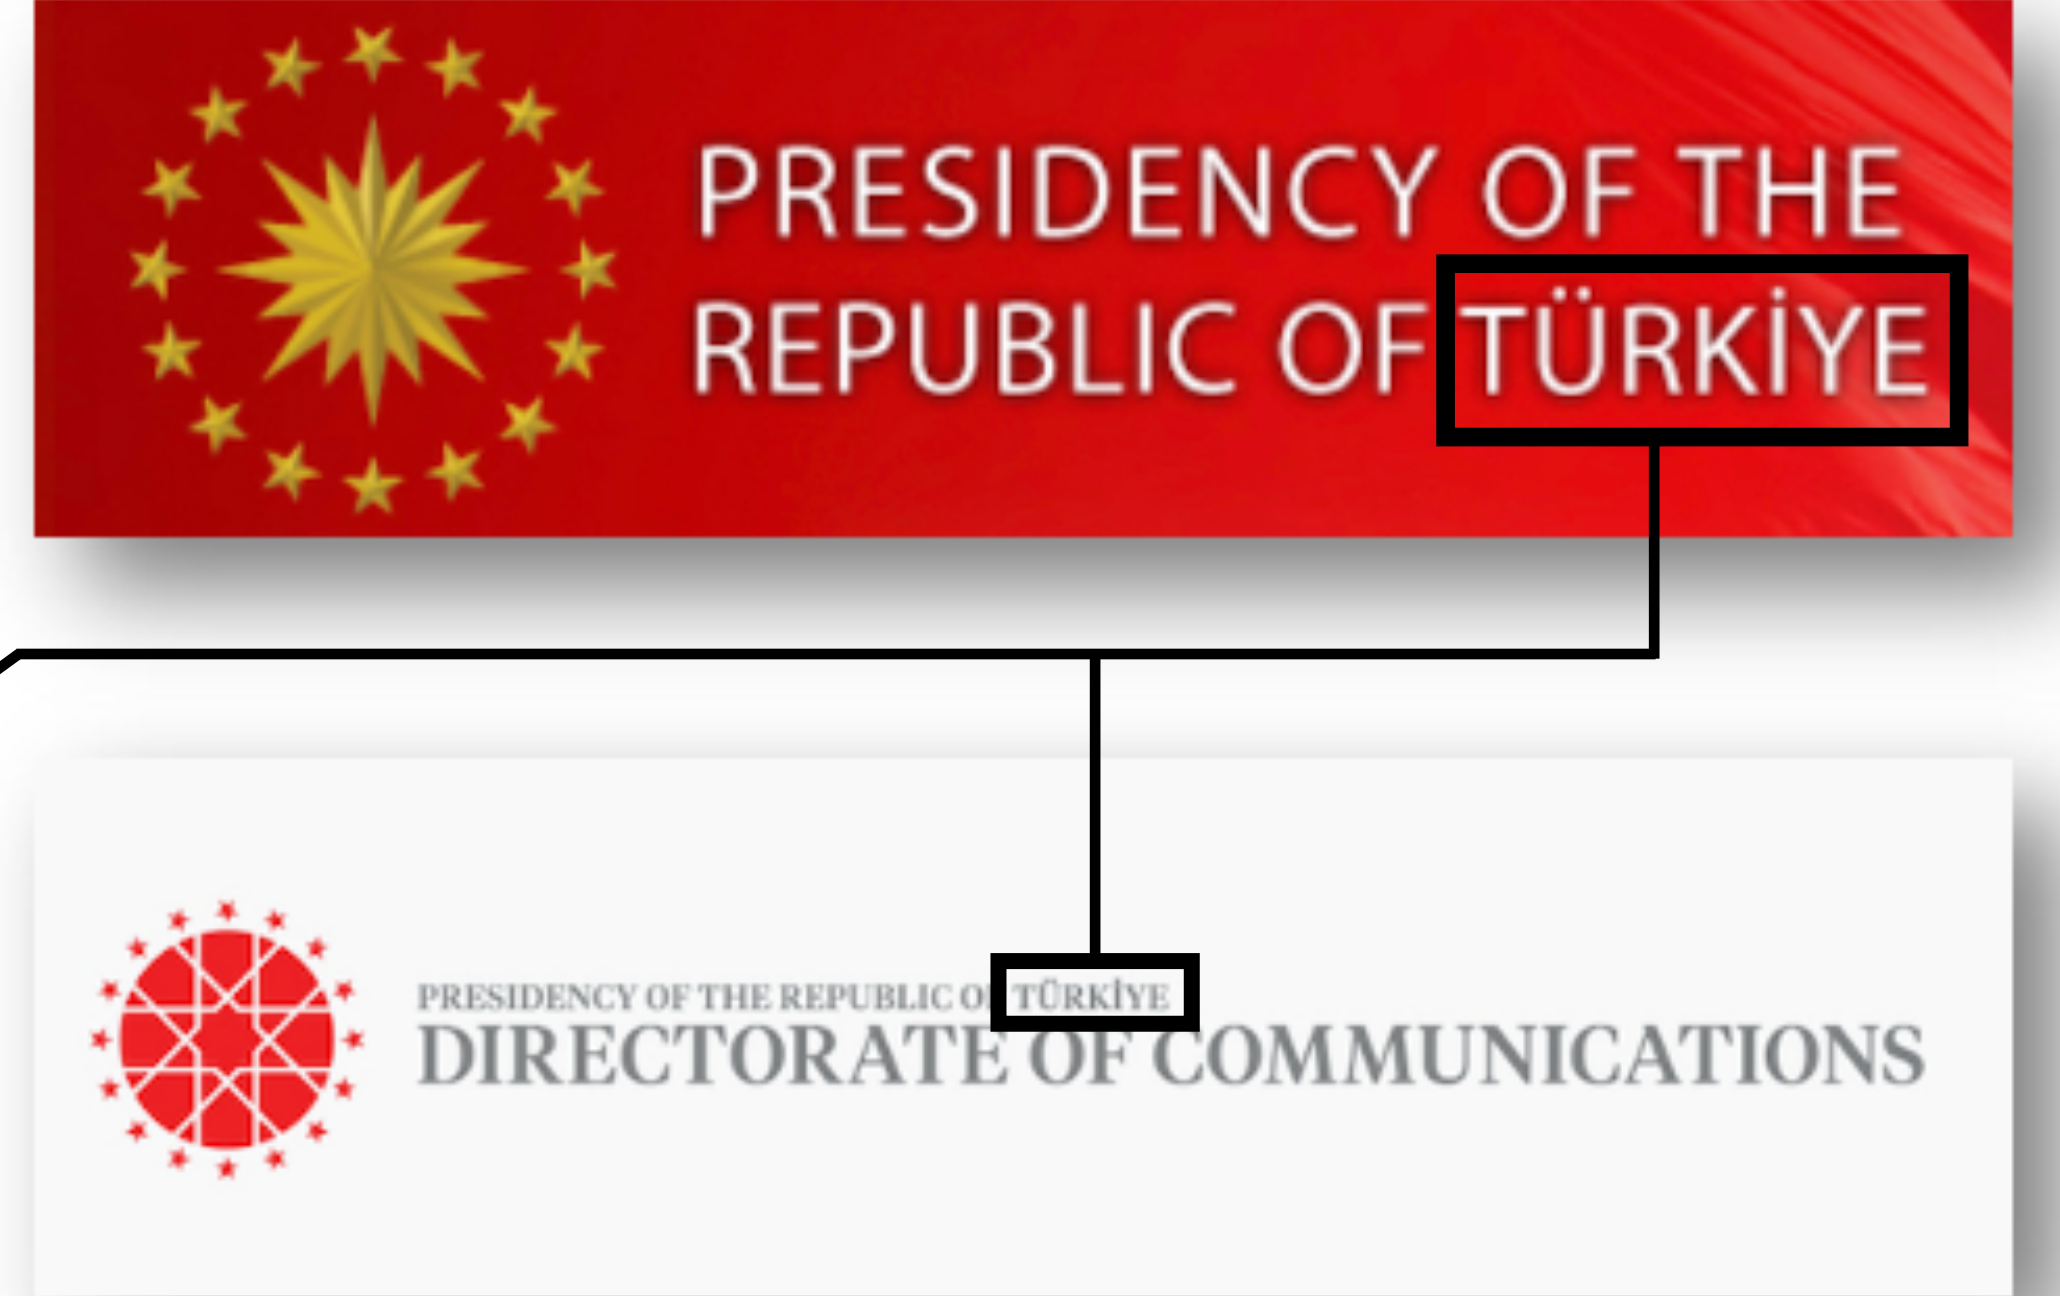 PRESIDENCY OF THE
REPUBLIC OF TÜRKİYE
PRESIDENCY OF THE REPUBLIC OF TÜRKİYE
DIRECTORATE OF COMMUNICATIONS